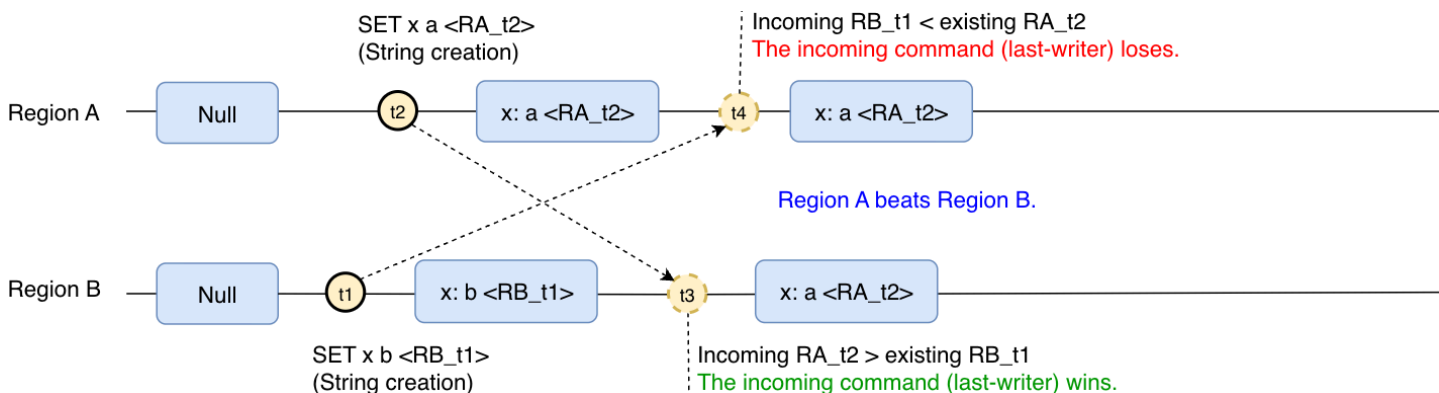 SET x a <RA_t2>
(String creation)
Incoming RB_t1 < existing RA_t2
The incoming command (last-writer) loses.
Region A
Null
t2
x: a <RA_t2>
t4
x: a <RA_t2>
Region A beats Region B.
Region B
Null
t1
x: b <RB_t1>
t3
x: a <RA_t2>
SET x b <RB_t1>
(String creation)
Incoming RA_t2 > existing RB_t1
The incoming command (last-writer) wins.